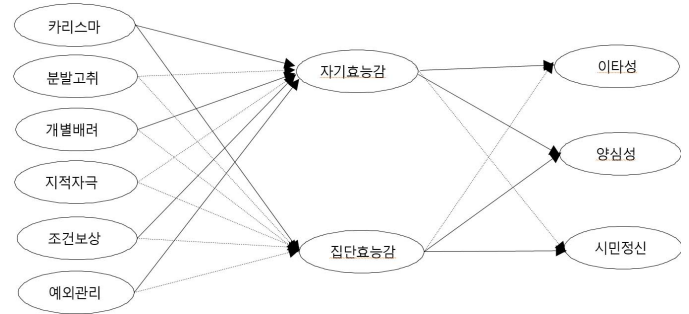 카리스마
분발고취
개별배려
지적자극
조건보상
예외관리
자기효능감
집단효능감
이타성
양심성
시민정신